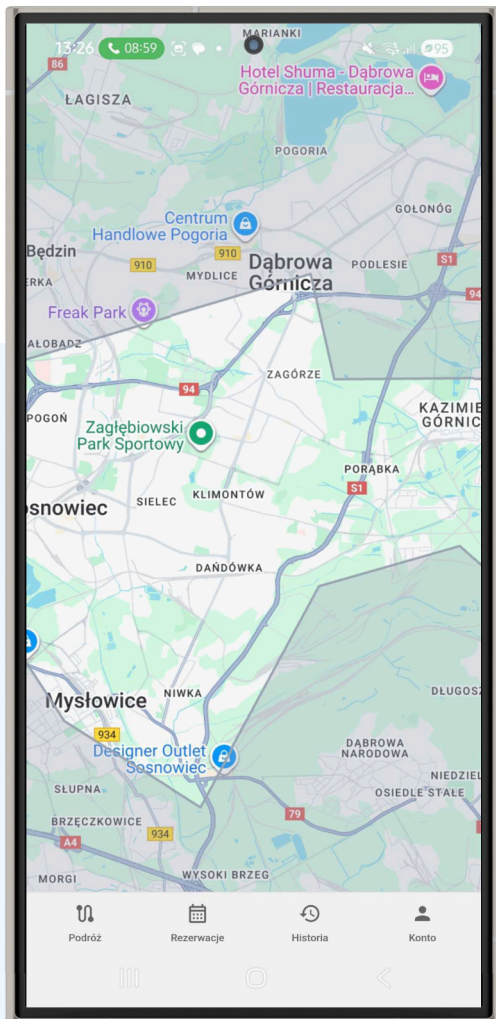 MARIANKI
13:26 08:59 95
86
Hotel Shuma - Dąbrowa
Górnicza | Restauracja...
ŁAGISZA
POGORIA
GOŁONÓG
Centrum
Handlowe Pogoria
Będzin
910
910
Dąbrowa
Górnicza
PODLESIE
S1
MYDLICE
ERKA
94
Freak Park
AŁOBĄDZ
ZAGÓRZE
94
POGOŃ
KAZIMIE
GÓRNIC
Zagłębiowski
Park Sportowy
PORĄBKA
S1
KLIMONTÓW
SIELEC
osnowiec
DAŃDÓWKA
Mysłowice
NIWKA
DŁUGOSZ
934
Designer Outlet
Sosnowiec
DĄBROWA
NARODOWA
NIEDZIEL
SŁUPNA
OSIEDLE STAŁE
79
BRZĘCZKOWICE
934
A4
MORGI
WYSOKI BRZEG
Podróż
Rezerwacje
Historia
Konto